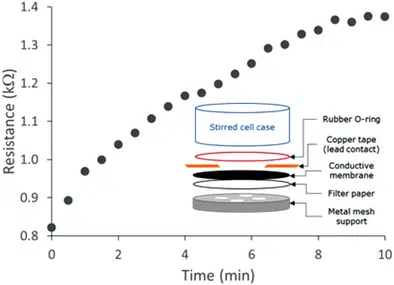 1.4
1.3
1.2
1.1
1.0
0.9
0.8
Resistance (kΩ)
Stirred cell case
Rubber O-ring
Copper tape
(lead contact)
Conductive
membrane
Filter paper
Metal mesh
support
0 2 4 6 8 10
Time (min)